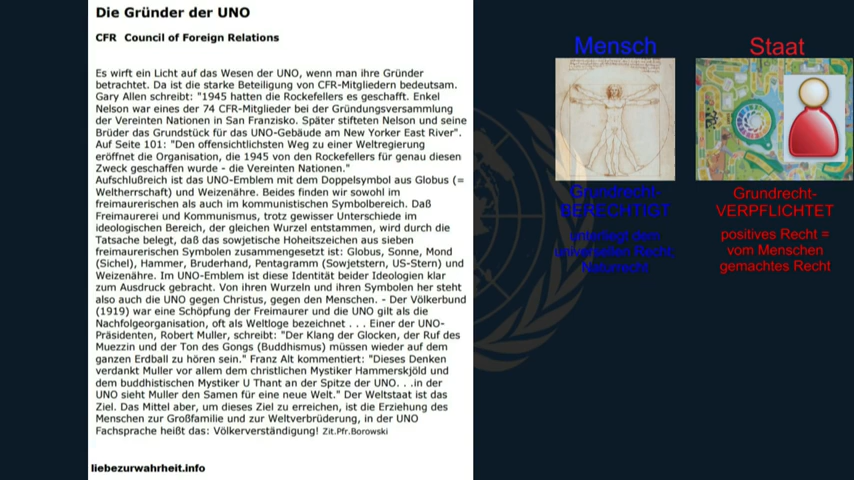 Die Gründer der UNO
CFR Council of Foreign Relations
Es wirft ein Licht auf das Wesen der UNO, wenn man ihre Gründer
betrachtet. Da ist die starke Beteiligung von CFR-Mitgliedern bedeutsam.
Gary Allen schreibt: "1945 hatten die Rockefellers es geschafft. Enkel
Nelson war eines der 74 CFR-Mitglieder bei der Gründungsversammlung
der Vereinten Nationen in San Franzisko. Später stifteten Nelson und seine
Brüder das Grundstück für das UNO-Gebäude am New Yorker East River".
Auf Seite 101: "Den offensichtlichsten Weg zu einer Weltregierung
eröffnet die Organisation, die 1945 von den Rockefellers für genau diesen
Zweck geschaffen wurde - die Vereinten Nationen."
Aufschlußreich ist das UNO-Emblem mit dem Doppelsymbol aus Globus (=
Weltherrschaft) und Weizenähre. Beides finden wir sowohl im
freimaurerischen als auch im kommunistischen Symbolbereich. Daß
Freimaurerei und Kommunismus, trotz gewisser Unterschiede im
ideologischen Bereich, der gleichen Wurzel entstammen, wird durch die
Tatsache belegt, daß das sowjetische Hoheitszeichen aus sieben
freimaurerischen Symbolen zusammengesetzt ist: Globus, Sonne, Mond
(Sichel), Hammer, Bruderhand, Pentagramm (Sowjetstern, US-Stern) und
Weizenähre. Im UNO-Emblem ist diese Identität beider Ideologien klar
zum Ausdruck gebracht. Von ihren Wurzeln und ihren Symbolen her steht
also auch die UNO gegen Christus, gegen den Menschen. - Der Völkerbund
(1919) war eine Schöpfung der Freimaurer und die UNO gilt als die
Nachfolgeorganisation, oft als Weltloge bezeichnet . . . Einer der UNO-
Präsidenten, Robert Muller, schreibt: "Der Klang der Glocken, der Ruf des
Muezzin und der Ton des Gongs (Buddhismus) müssen wieder auf dem
ganzen Erdball zu hören sein." Franz Alt kommentiert: "Dieses Denken
verdankt Muller vor allem dem christlichen Mystiker Hammerskjöld und
dem buddhistischen Mystiker U Thant an der Spitze der UNO. . .in der
UNO sieht Muller den Samen für eine neue Welt." Der Weltstaat ist das
Ziel. Das Mittel aber, um dieses Ziel zu erreichen, ist die Erziehung des
Menschen zur Großfamilie und zur Weltverbrüderung, in der UNO
Fachsprache heißt das: Völkerverständigung! Zit.Pfr.Borowski
liebezurwahrheit.info
Mensch
Grundrecht-
BERECHTIGT
unterliegt dem
universellen Recht,
Naturrecht
Staat
Grundrecht-
VERPFLICHTET
positives Recht =
vom Menschen
gemachtes Recht